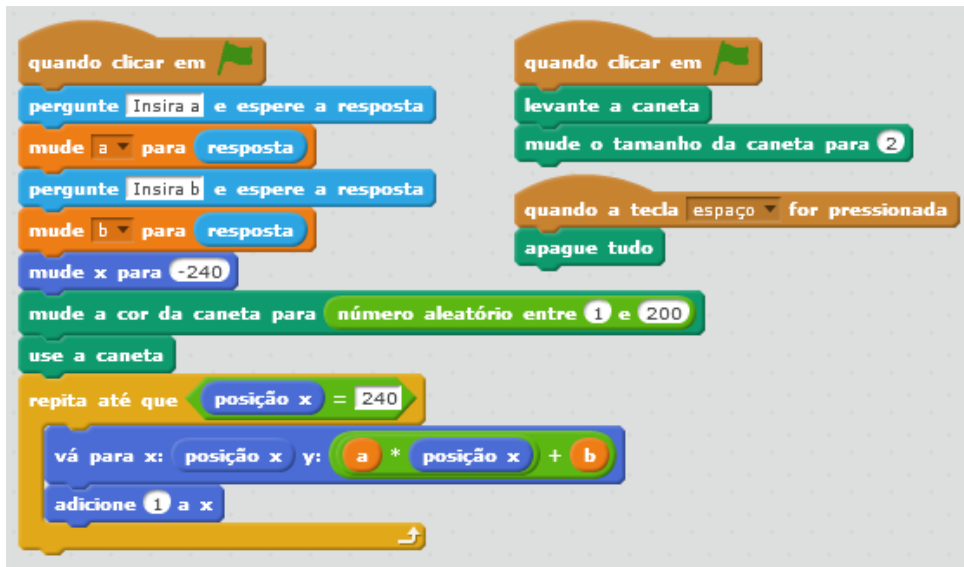 quando clicar em
pergunte Insira a e espere a resposta
mude a para resposta
pergunte Insira b e espere a resposta
mude b para resposta
mude x para -240
mude a cor da caneta para número aleatório entre 1 e 200
use a caneta
repita até que posição x = 240
vá para x: posição x y: a * posição x + b
adicione 1 a x
quando clicar em
levante a caneta
mude o tamanho da caneta para 2
quando a tecla espaço for pressionada
apague tudo